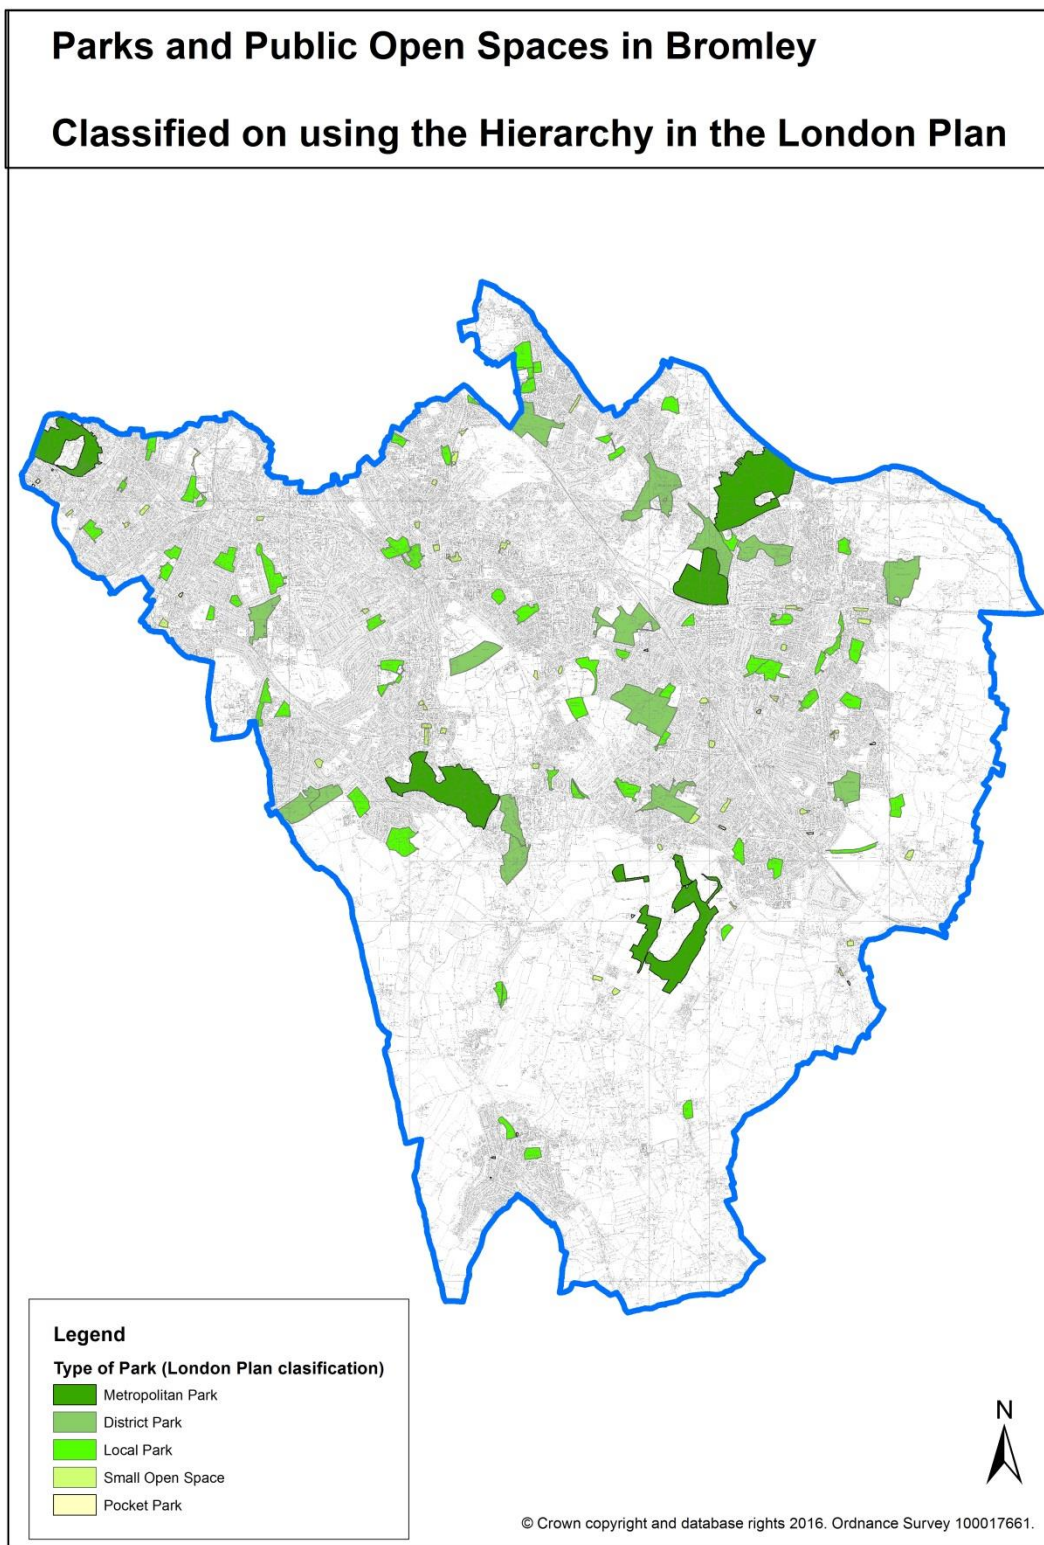 Parks and Public Open Spaces in Bromley
Classified on using the Hierarchy in the London Plan
Legend
Type of Park (London Plan clasification)
Metropolitan Park
District Park
Local Park
Small Open Space
Pocket Park
N
© Crown copyright and database rights 2016. Ordnance Survey 100017661.